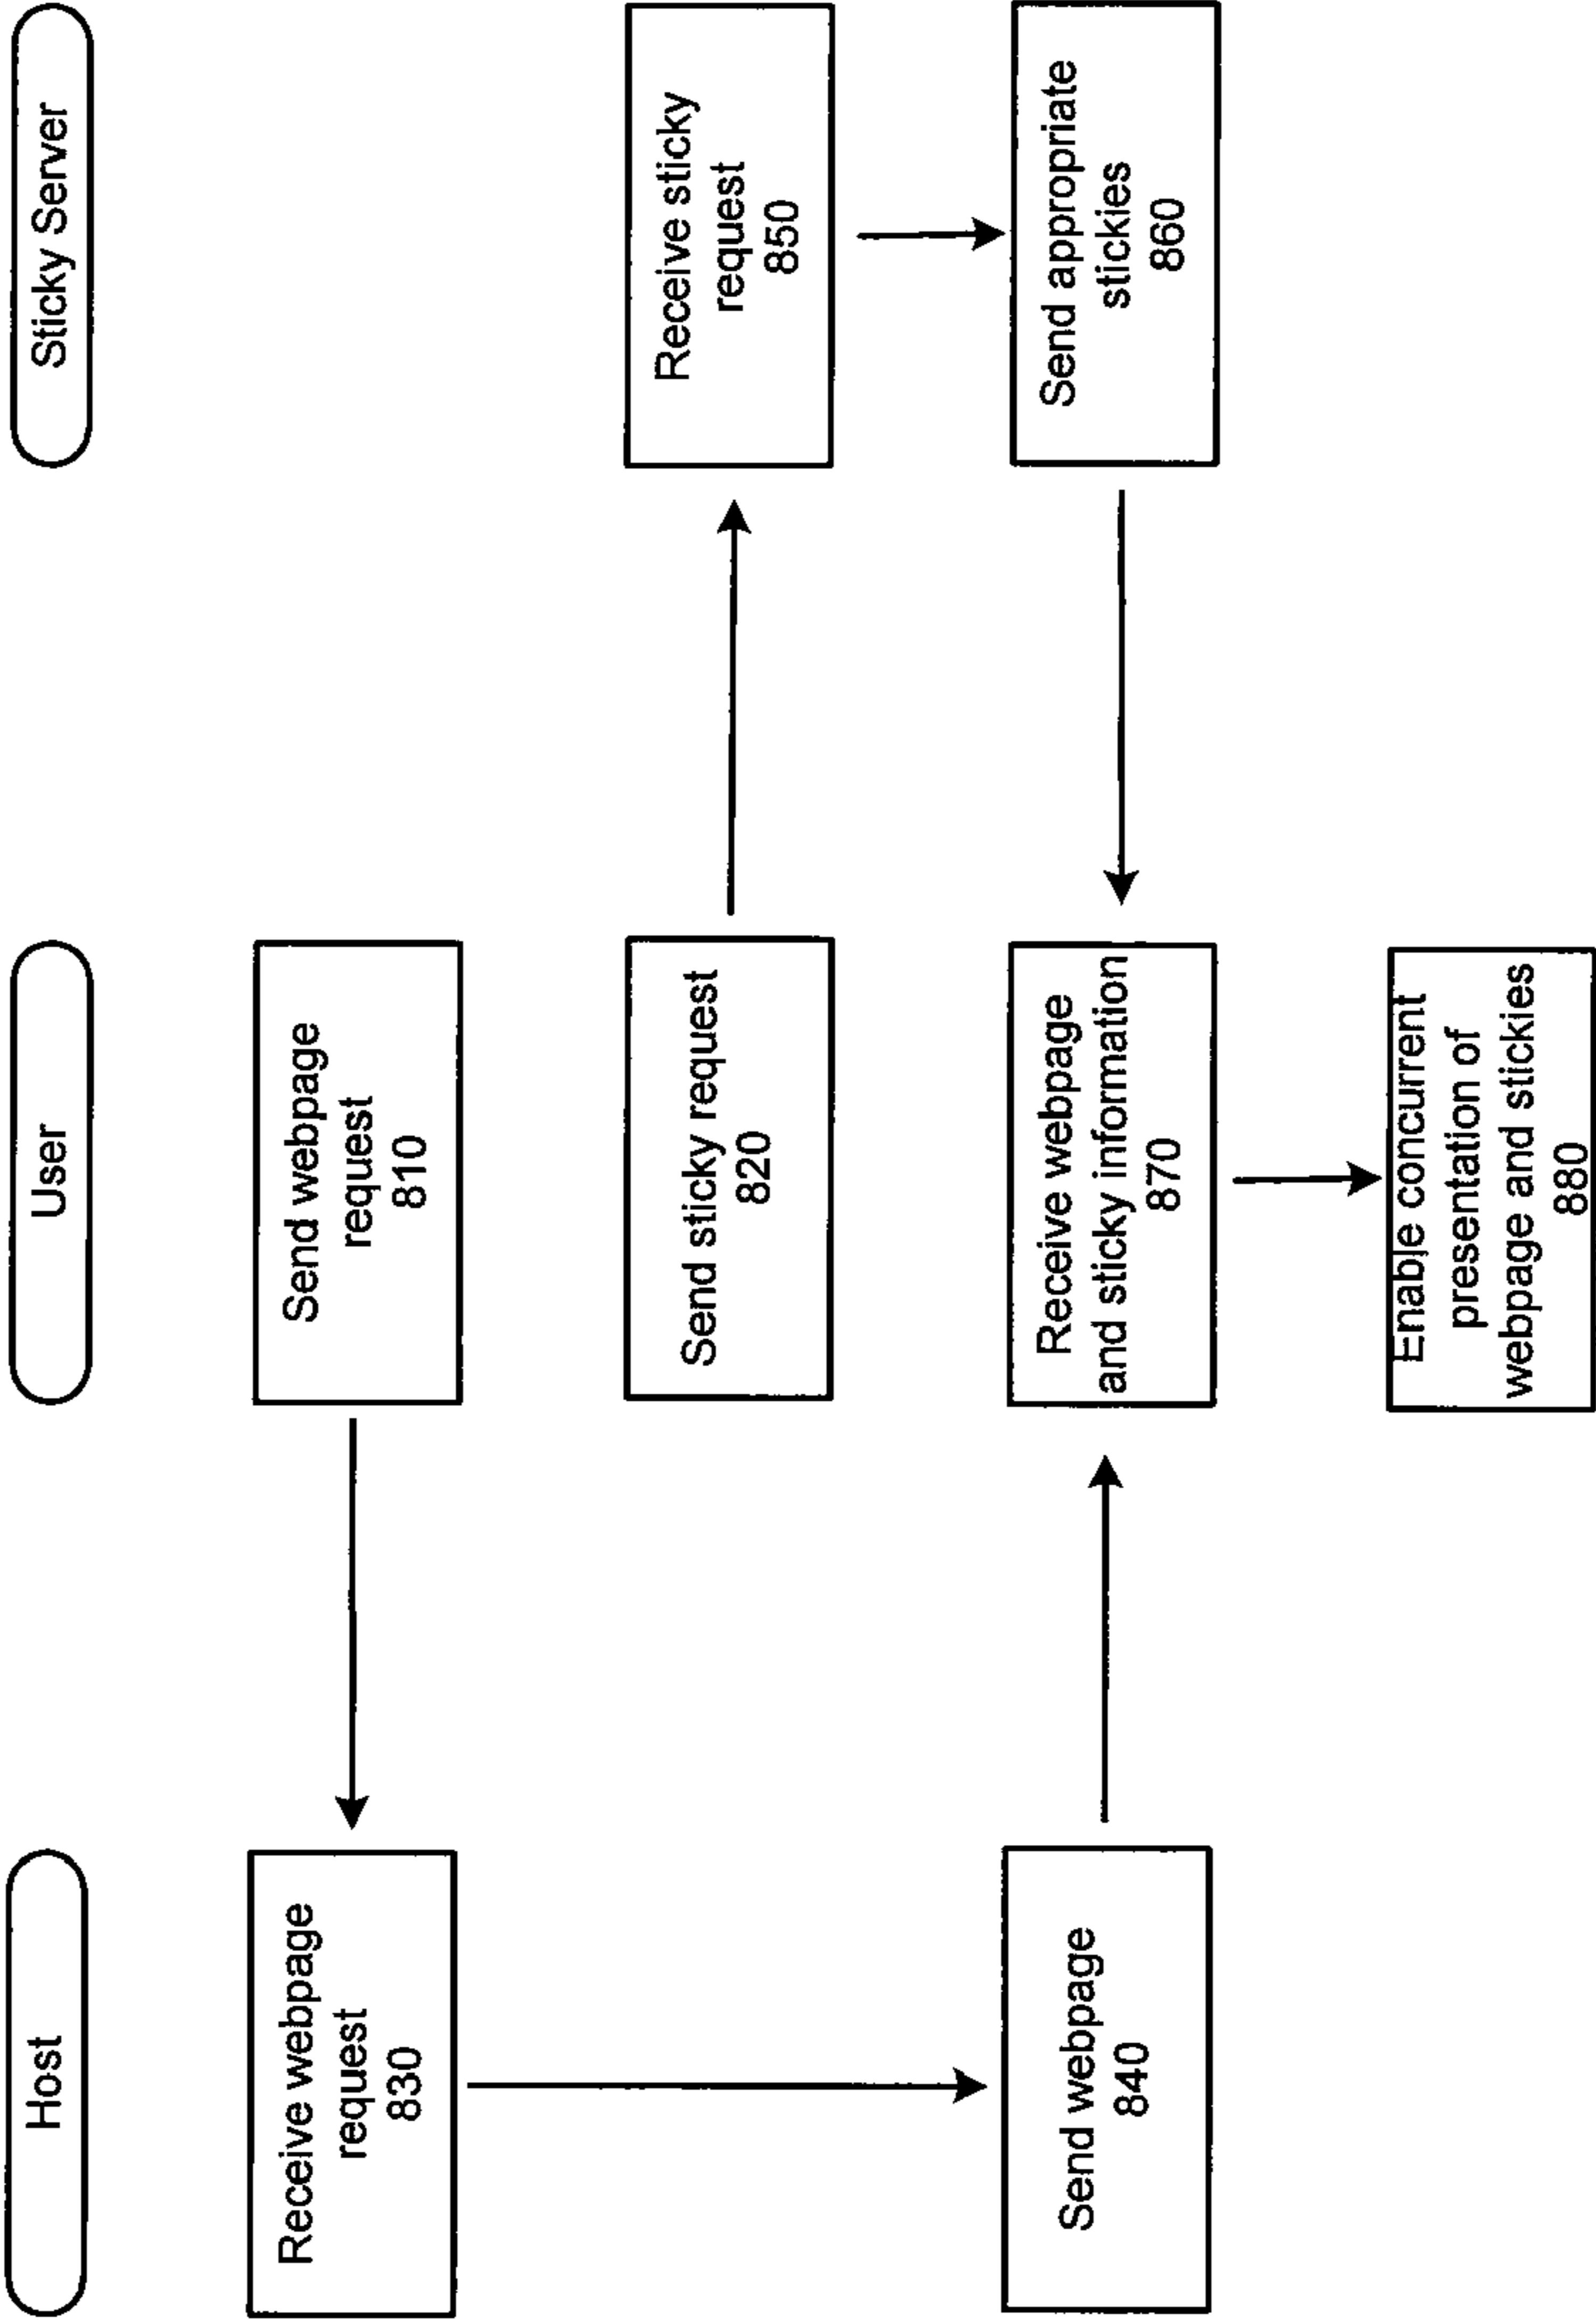 Host
User
Sticky Server
Receive webpage
request
830
Send webpage
request
810
Send sticky request
820
Receive sticky
request
850
Send webpage
840
Receive webpage
and sticky information
870
Send appropriate
stickies
860
Enable concurrent
presentation of
webpage and stickies
880